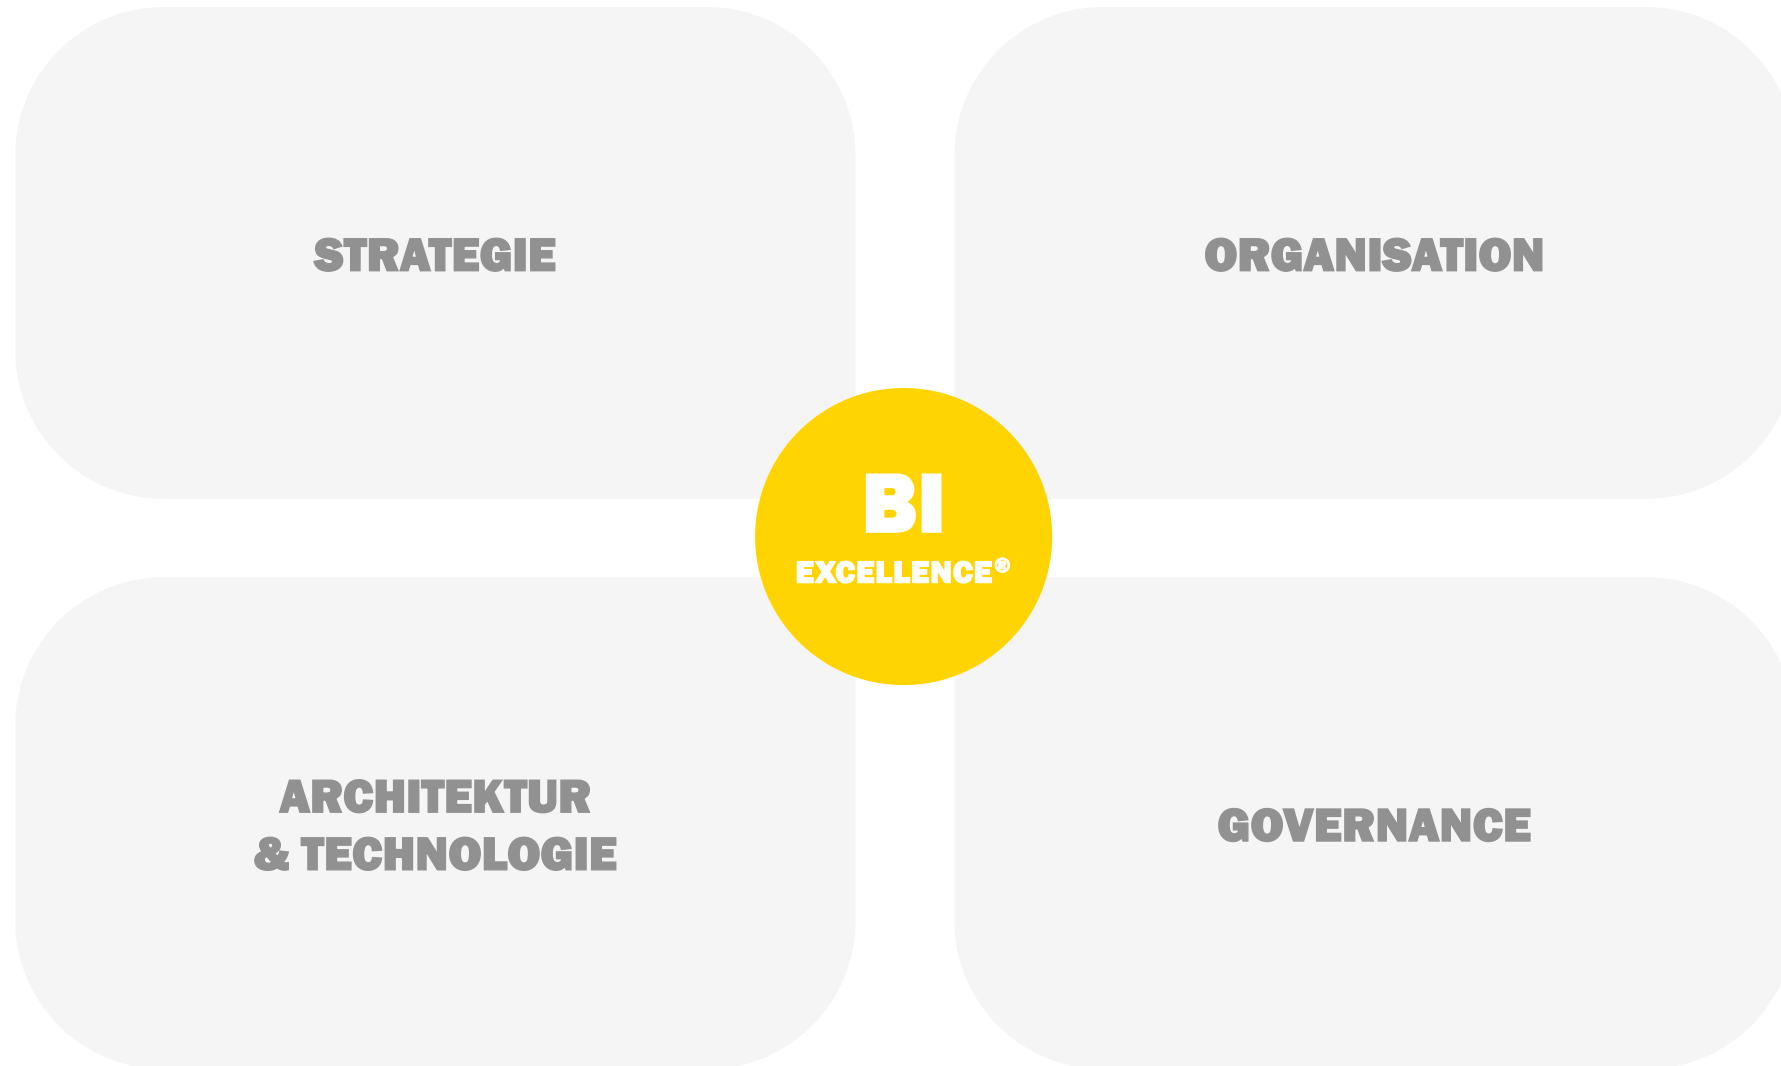 STRATEGIE
ORGANISATION
BI
EXCELLENCE®
ARCHITEKTUR
& TECHNOLOGIE
GOVERNANCE